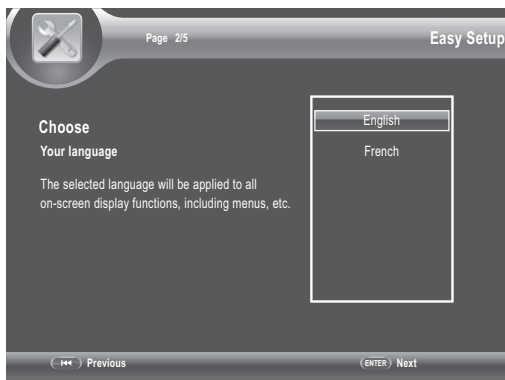 Page 2/5
Easy Setup
Choose
Your language
The selected language will be applied to all
on-screen display functions, including menus, etc.
English
French
Previous
ENTER Next